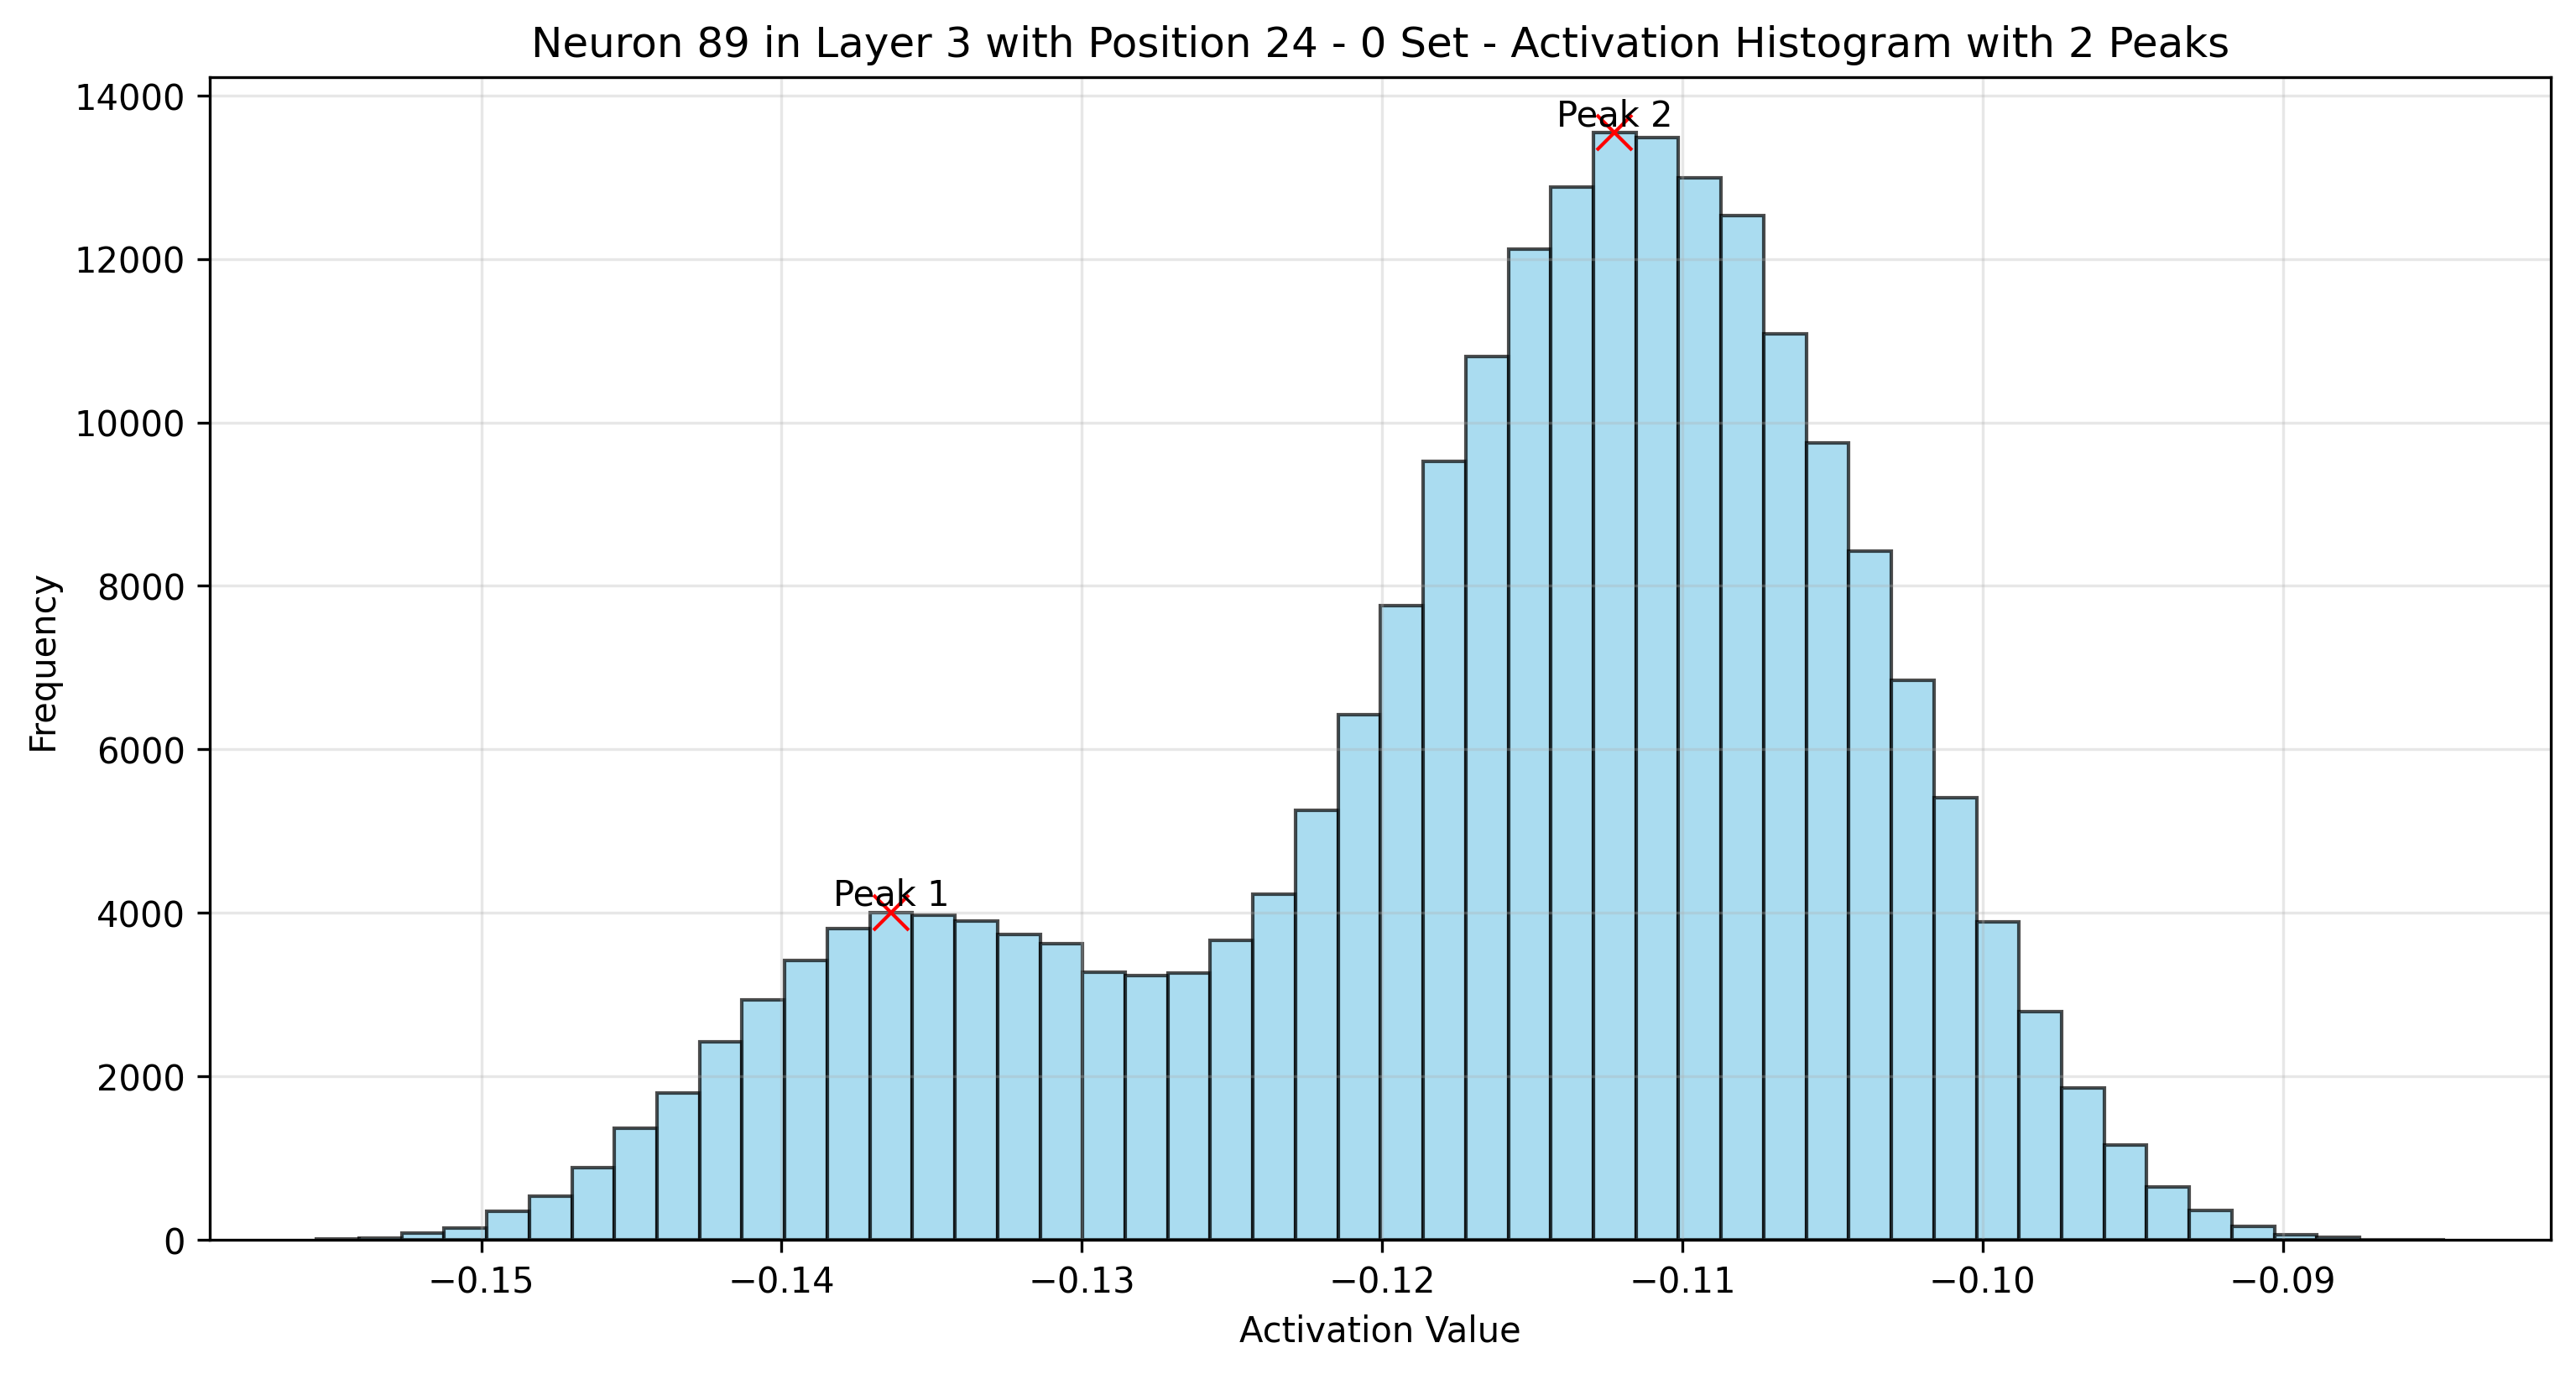 Neuron 89 in Layer 3 with Position 24 - 0 Set - Activation Histogram with 2 Peaks
14000
12000
10000
8000
6000
4000
2000
0
Frequency
Peak 2
Peak 1
−0.15 −0.14 −0.13 −0.12 −0.11 −0.10 −0.09
Activation Value